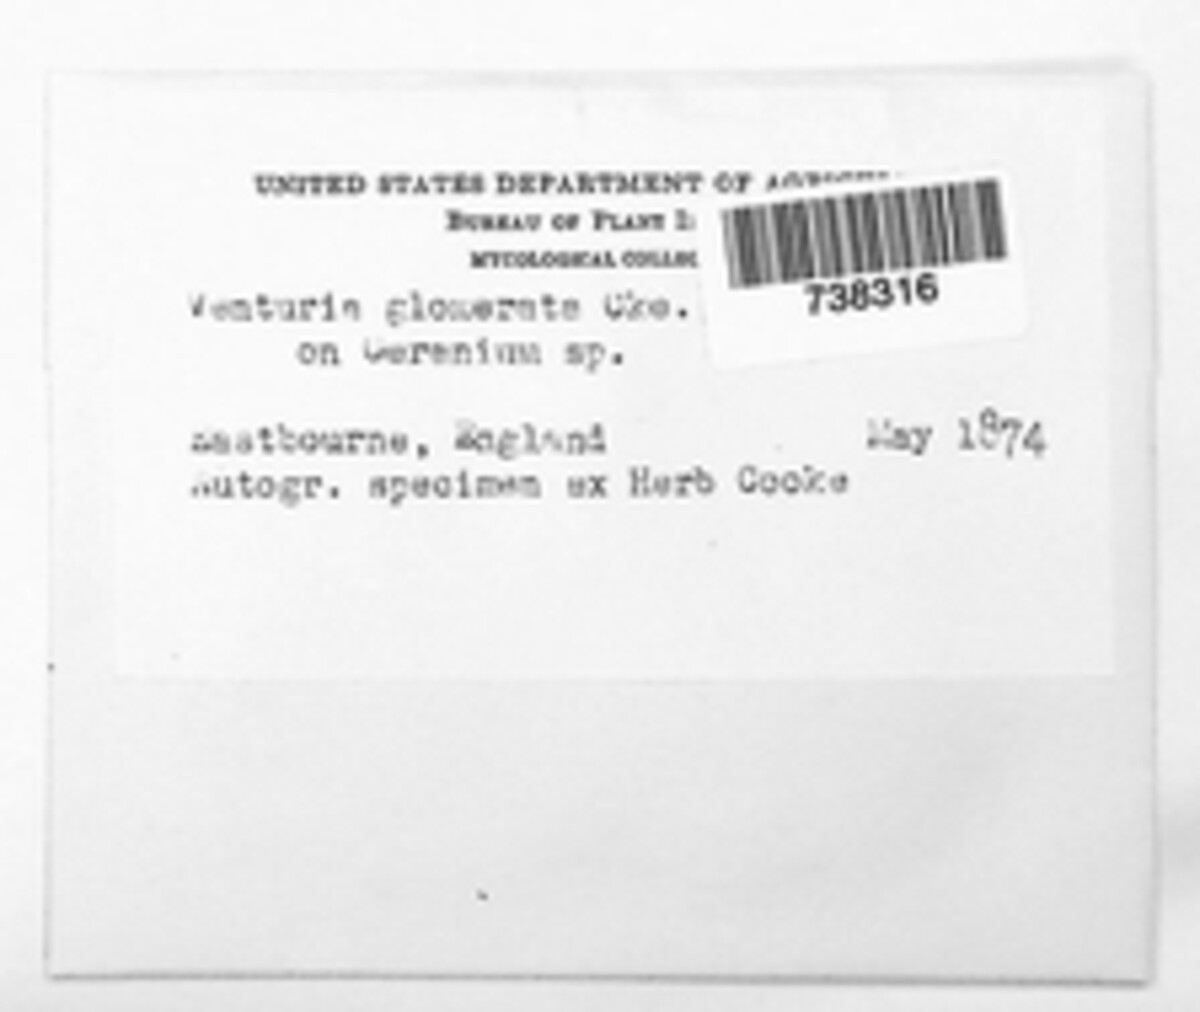 UNITED STATES DEPARTMENT OF
BUREAU OF PLANT
MYCOLOGICAL
738316
Venturia glomerata Cke.
on Geranium sp.
Eastbourne, England May 1874
Autogr. specimen ex Herb Cooke